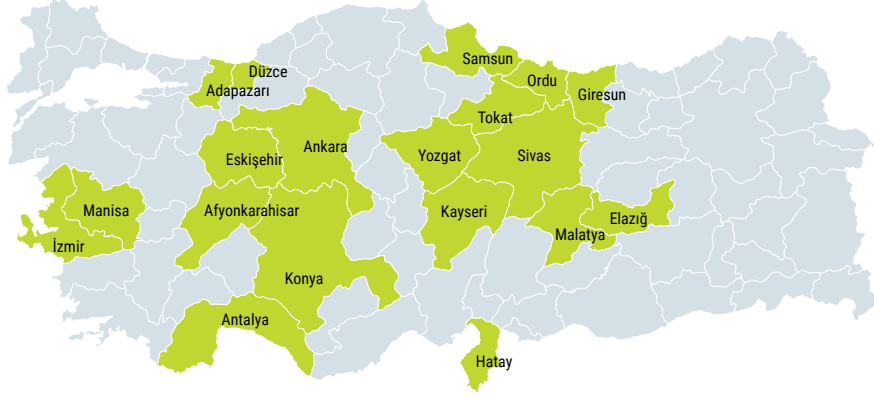 Samsun
Düzce
Ordu
Adapazarı
Giresun
Tokat
Ankara
Eskişehir
Yozgat
Sivas
Manisa
Afyonkarahisar
Kayseri
Elazığ
Malatya
İzmir
Konya
Antalya
Hatay